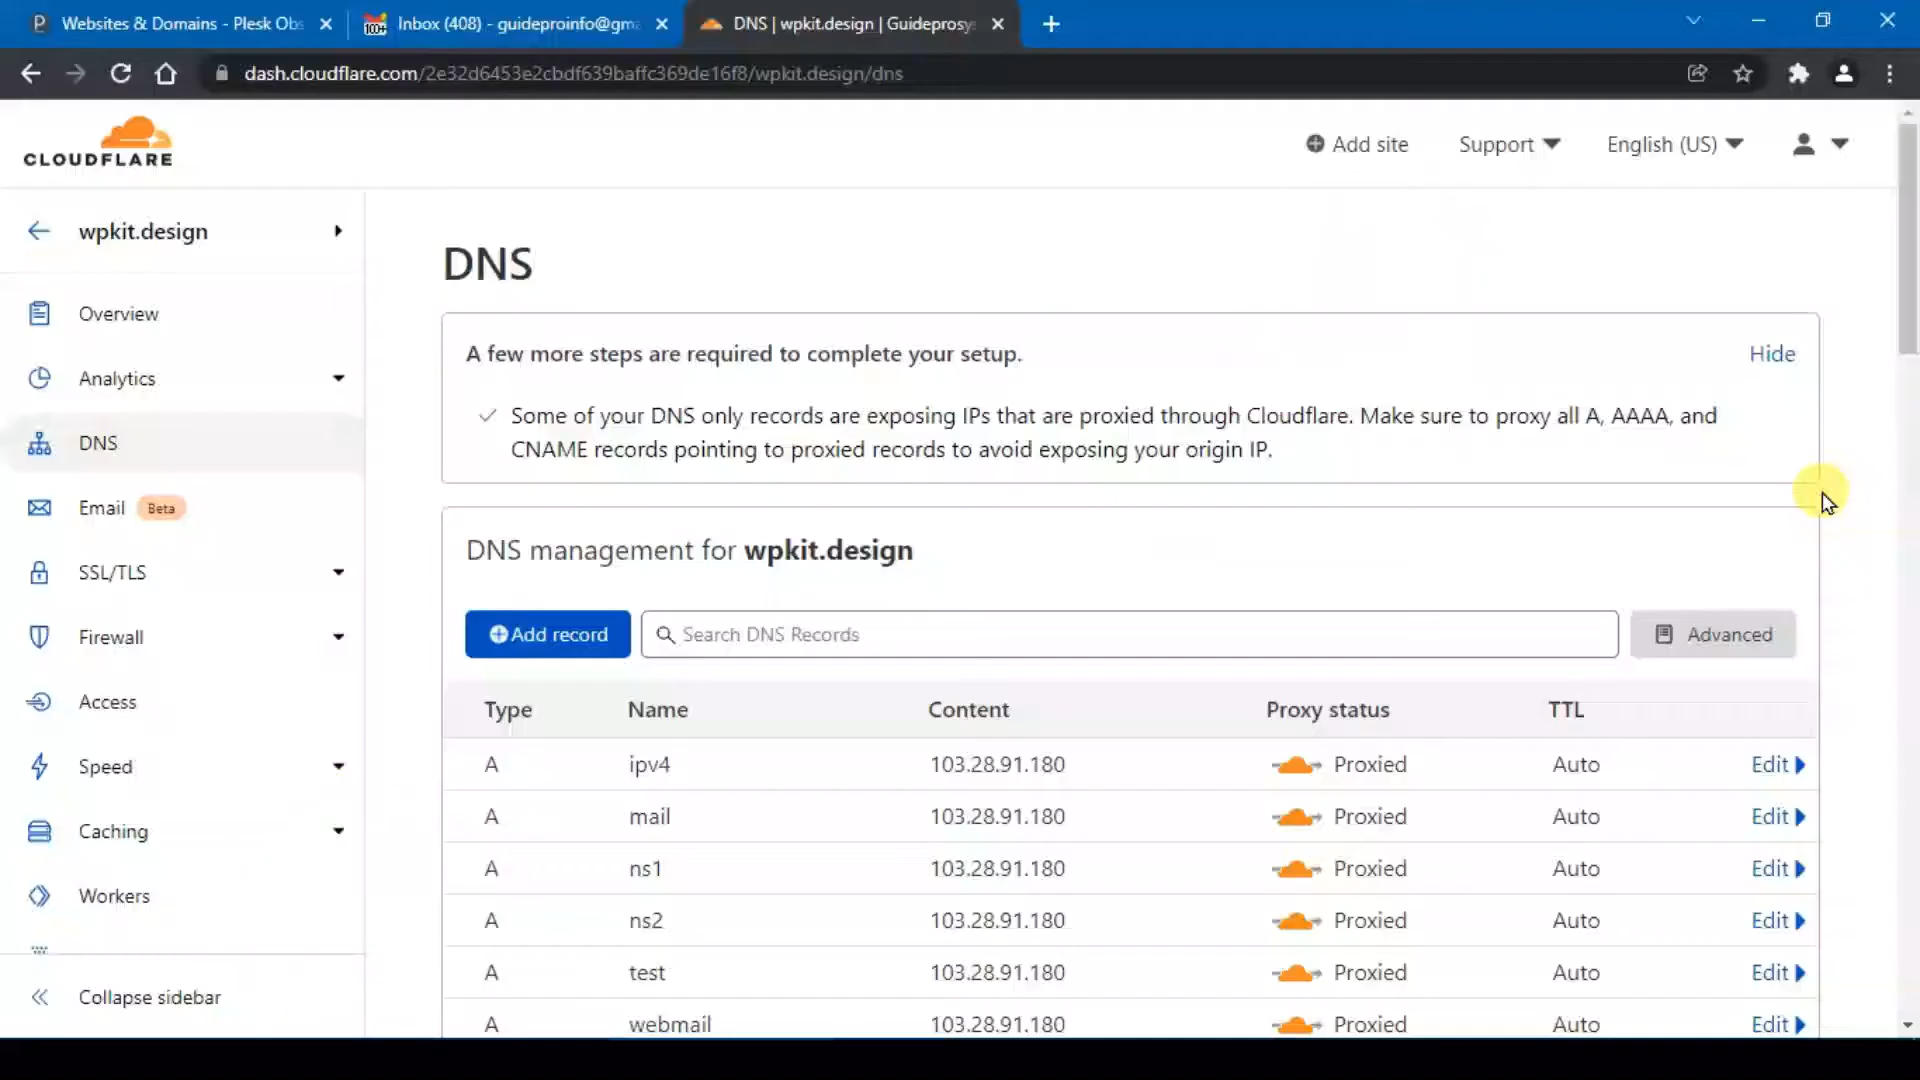 Websites & Domains - Plesk Obs
Inbox (408) - guideproinfo@gma
DNS | wpkit.design | Guideprosys
100+
dash.cloudflare.com/2e32d6453e2cbdf639baffc369de16f8/wpkit.design/dns
CLOUDFLARE
Add site
Support
English (US)
wpkit.design
Overview
Analytics
DNS
Email Beta
SSL/TLS
Firewall
Access
Speed
Caching
Workers
Collapse sidebar
DNS
A few more steps are required to complete your setup.
Hide
Some of your DNS only records are exposing IPs that are proxied through Cloudflare. Make sure to proxy all A, AAAA, and
CNAME records pointing to proxied records to avoid exposing your origin IP.
DNS management for wpkit.design
Add record
Search DNS Records
Advanced
Type Name Content Proxy status TTL
A ipv4 103.28.91.180 Proxied Auto Edit
A mail 103.28.91.180 Proxied Auto Edit
A ns1 103.28.91.180 Proxied Auto Edit
A ns2 103.28.91.180 Proxied Auto Edit
A test 103.28.91.180 Proxied Auto Edit
A webmail 103.28.91.180 Proxied Auto Edit